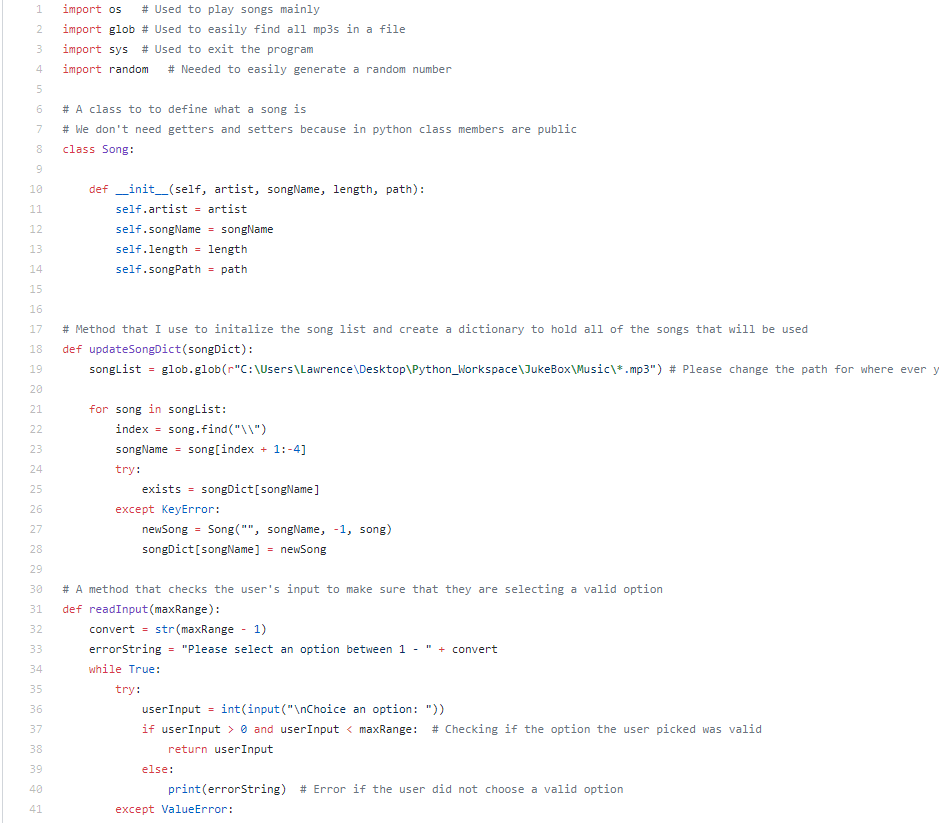 1 import os   # Used to play songs mainly
2 import glob # Used to easily find all mp3s in a file
3 import sys  # Used to exit the program
4 import random   # Needed to easily generate a random number
5
6 # A class to to define what a song is
7 # We don't need getters and setters because in python class members are public
8 class Song:
9
10     def __init__(self, artist, songName, length, path):
11         self.artist = artist
12         self.songName = songName
13         self.length = length
14         self.songPath = path
15
16
17 # Method that I use to initalize the song list and create a dictionary to hold all of the songs that will be used
18 def updateSongDict(songDict):
19     songList = glob.glob(r"C:\Users\Lawrence\Desktop\Python_Workspace\JukeBox\Music\*.mp3") # Please change the path for where ever y
20
21     for song in songList:
22         index = song.find("\\")
23         songName = song[index + 1:-4]
24         try:
25             exists = songDict[songName]
26         except KeyError:
27             newSong = Song("", songName, -1, song)
28             songDict[songName] = newSong
29
30 # A method that checks the user's input to make sure that they are selecting a valid option
31 def readInput(maxRange):
32     convert = str(maxRange - 1)
33     errorString = "Please select an option between 1 - " + convert
34     while True:
35         try:
36             userInput = int(input("\nChoice an option: "))
37             if userInput > 0 and userInput < maxRange:  # Checking if the option the user picked was valid
38                 return userInput
39             else:
40                 print(errorString)  # Error if the user did not choose a valid option
41         except ValueError: